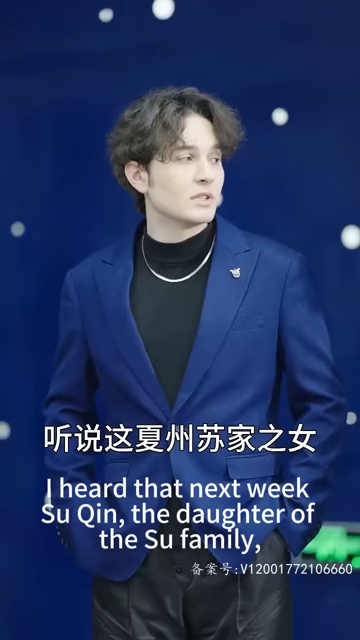 听说这夏州苏家之女
I heard that next week
Su Qin, the daughter of
the Su family,
备案号:V12001772106660